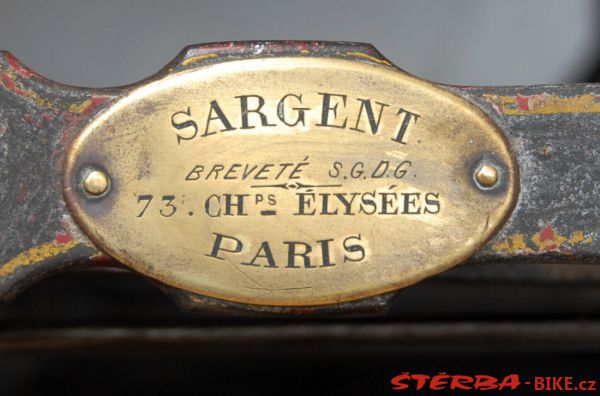 SARGENT.
BREVETÉ S.G.D.G.
73. CHPS ÉLYSÉES
PARIS
ŠTĚRBA-BIKE.cz